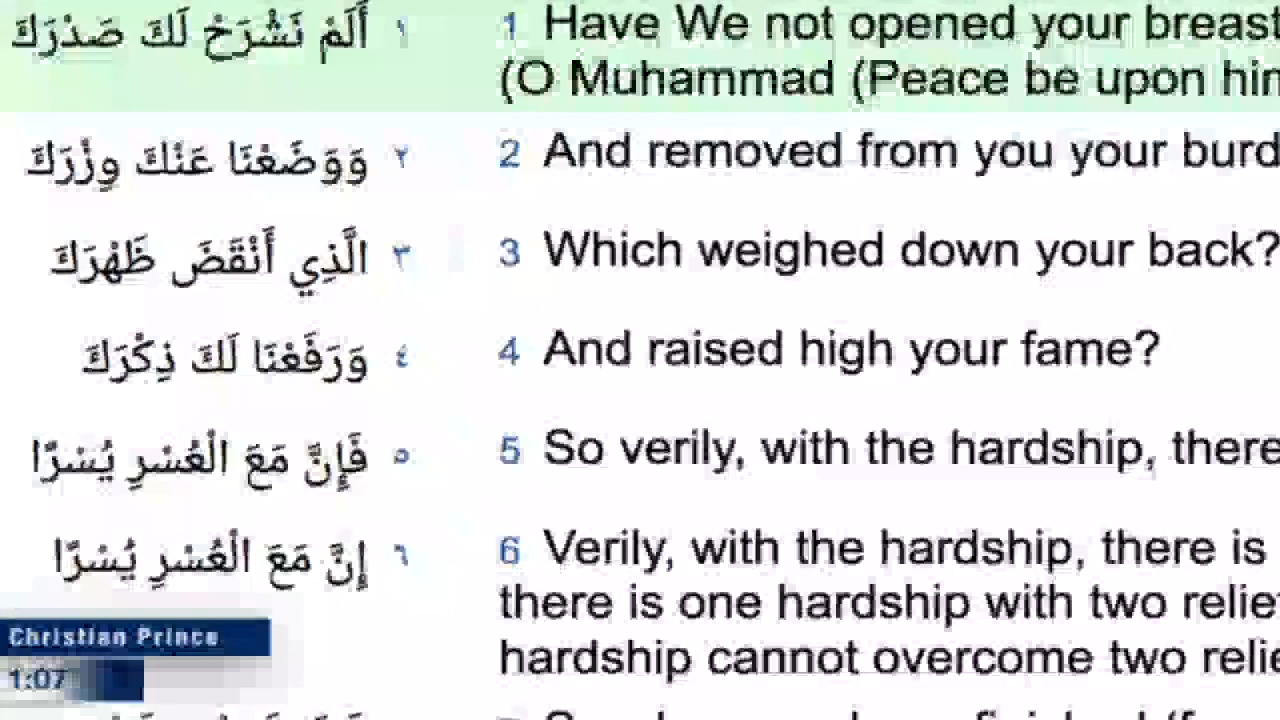 أَلَمْ نَشْرَحْ لَكَ صَدْرَكَ ١
1 Have We not opened your breast
(O Muhammad (Peace be upon him
وَوَضَعْنَا عَنْكَ وِزْرَكَ ٢
2 And removed from you your
الَّذِي أَنْقَضَ ظَهْرَكَ ٣
3 Which weighed down your back?
وَرَفَعْنَا لَكَ ذِكْرَكَ ٤
4 And raised high your fame?
فَإِنَّ مَعَ الْعُسْرِ يُسْرًا ٥
5 So verily, with the hardship, there
إِنَّ مَعَ الْعُسْرِ يُسْرًا ٦
6 Verily, with the hardship, there is
there is one hardship with two
hardship cannot overcome two
Christian Prince
1:07